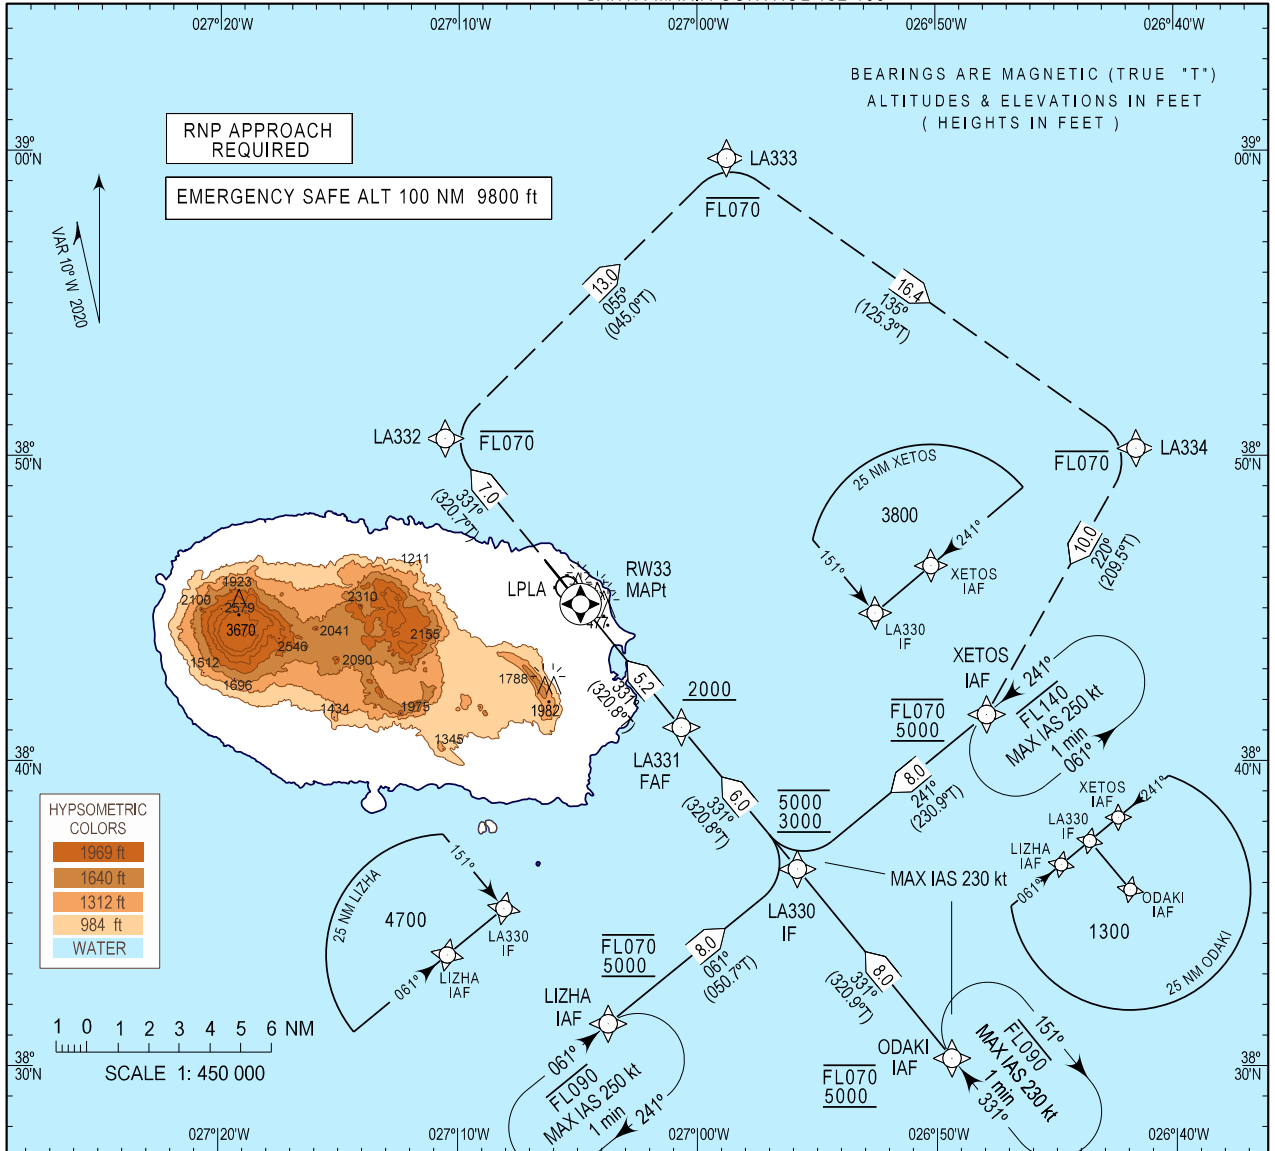 027°20'W
027°10'W
027°00'W
026°50'W
026°40'W
BEARINGS ARE MAGNETIC (TRUE "T")
ALTITUDES & ELEVATIONS IN FEET
( HEIGHTS IN FEET )
RNP APPROACH
REQUIRED
EMERGENCY SAFE ALT 100 NM 9800 ft
VAR 10° W 2020
39°
00'N
39°
00'N
LA333
FL070
13.0
055°
(045.0°T)
16.4
135°
(125.3°T)
LA332
FL070
38°
50'N
38°
50'N
LA334
FL070
7.0
331°
(320.7°T)
25 NM XETOS
3800
151°
241°
XETOS
IAF
LA330
IF
10.0
220°
(209.5°T)
LPLA
RW33
MAPt
1211
1923
2100
2579
3670
2310
2041
2155
2546
2090
1512
1696
1434
1975
1345
1788
1982
5.2
331°
(320.8°T)
2000
LA331
FAF
XETOS
IAF
241°
FL140
MAX IAS 250 kt
1 min
061°
FL070
5000
8.0
241°
(230.9°T)
38°
40'N
38°
40'N
6.0
331°
(320.8°T)
5000
3000
MAX IAS 230 kt
LA330
IF
HYPSOMETRIC
COLORS
1969 ft
1640 ft
1312 ft
984 ft
WATER
25 NM LIZHA
4700
151°
061°
LA330
IF
LIZHA
IAF
XETOS
IAF
241°
LA330
IF
LIZHA
IAF
061°
ODAKI
IAF
1300
25 NM ODAKI
FL070
5000
8.0
061°
(050.7°T)
8.0
331°
(320.9°T)
LIZHA
IAF
061°
FL090
MAX IAS 250 kt
1 min
241°
ODAKI
IAF
FL070
5000
151°
FL090
MAX IAS 230 kt
1 min
331°
1 0 1 2 3 4 5 6 NM
SCALE 1: 450 000
38°
30'N
38°
30'N
027°20'W
027°10'W
027°00'W
026°50'W
026°40'W